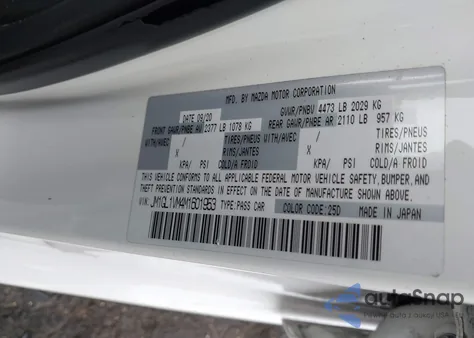 MFD. BY MAZDA MOTOR CORPORATION
DATE 09/20 GVWR/PNBV 4473 LB 2029 KG
FRONT GAWR/PNBE AV 2377 LB 1078 KG REAR GAWR/PNBE AR 2110 LB 957 KG
WITH/AVEC TIRES/PNEUS WITH/AVEC TIRES/PNEUS
X RIMS/JANTES X RIMS/JANTES
KPA/ PSI COLD/A FROID KPA/ PSI COLD/A FROID
THIS VEHICLE CONFORMS TO ALL APPLICABLE FEDERAL MOTOR VEHICLE SAFETY, BUMPER, AND
THEFT PREVENTION STANDARDS IN EFFECT ON THE DATE OF MANUFACTURE SHOWN ABOVE.
VIN: JM1GL1VM4M1601963 TYPE: PASS CAR COLOR CODE: 25D MADE IN JAPAN
autoSnap